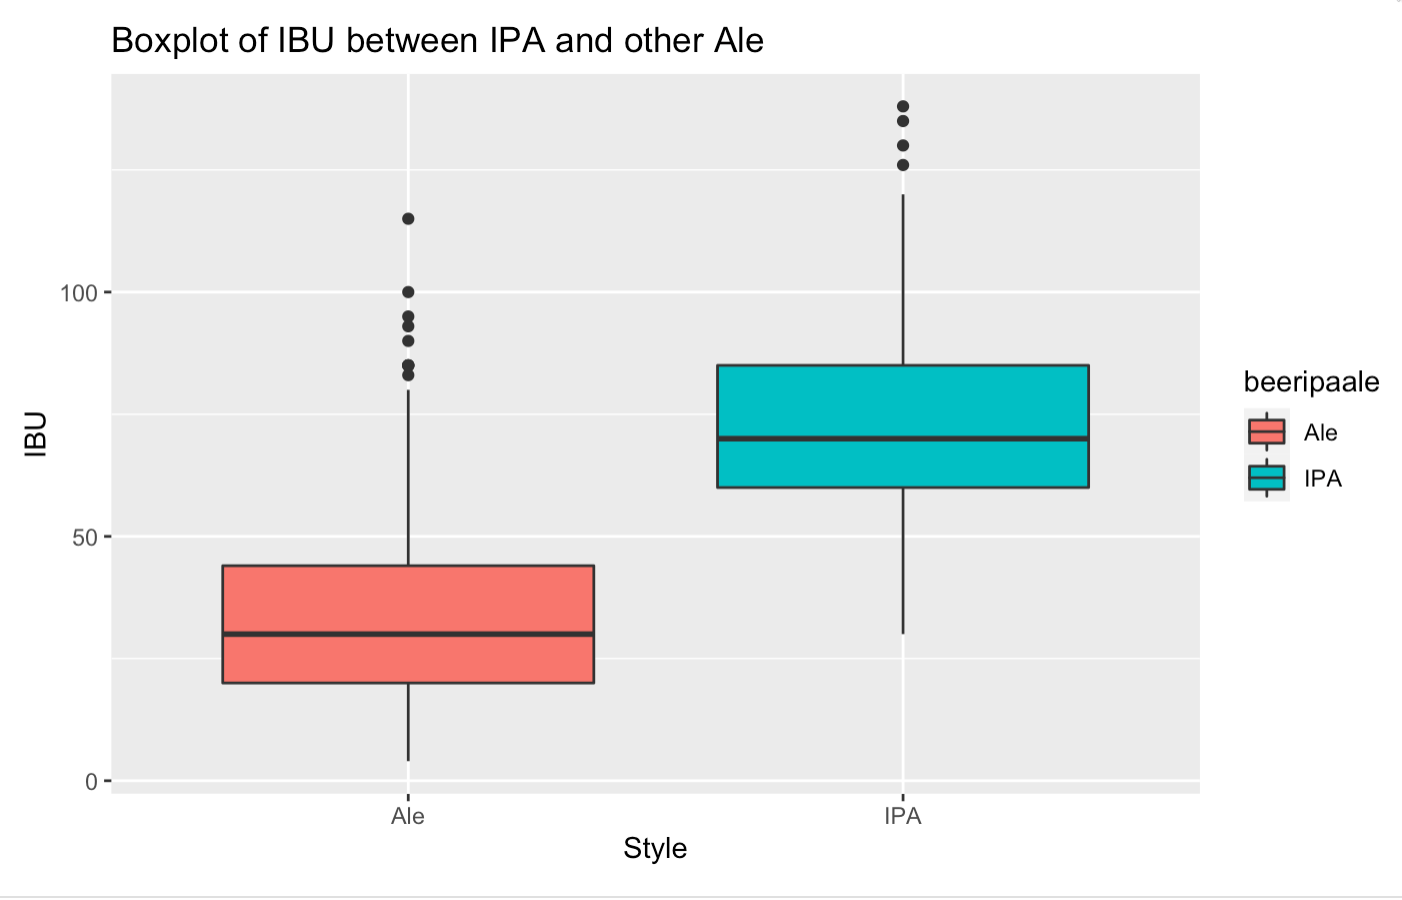 Boxplot of IBU between IPA and other Ale
IBU
100
50
0
Ale
IPA
Style
beeripaale
Ale
IPA